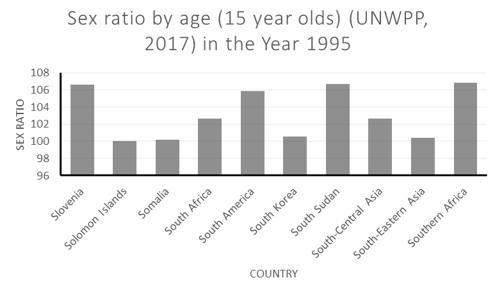 Sex ratio by age (15 year olds) (UNWPP,
2017) in the Year 1995
108
106
104
102
100
98
96
SEX RATIO
Slovenia
Solomon Islands
Somalia
South Africa
South America
South Korea
South Sudan
South-Central Asia
South-Eastern Asia
Southern Africa
COUNTRY